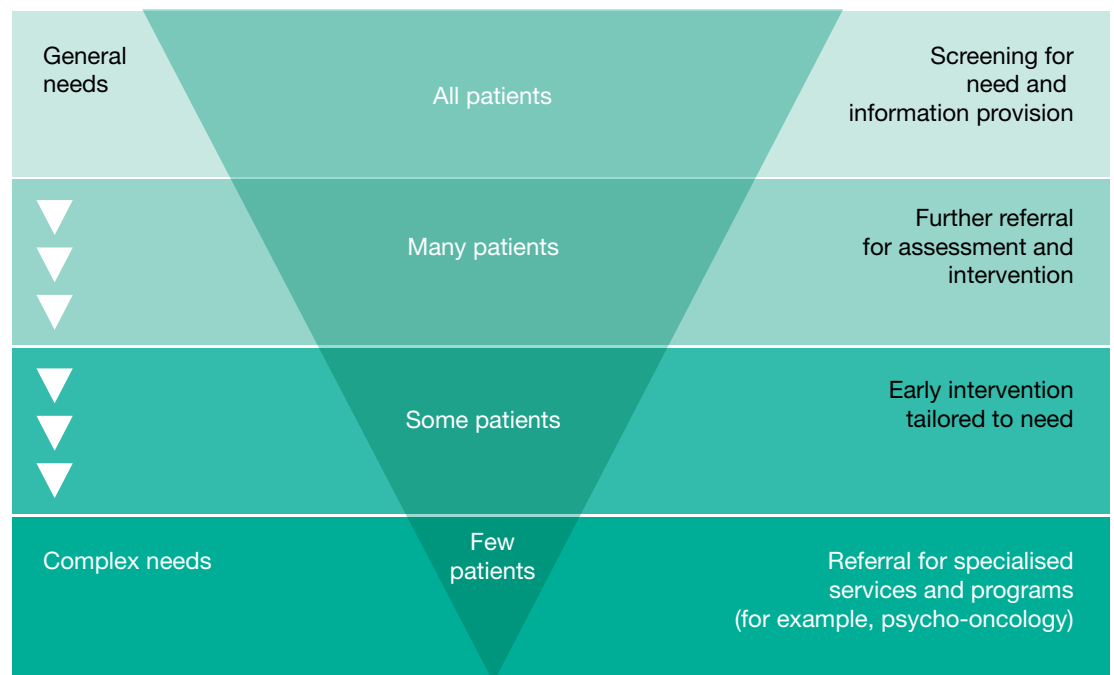 General
needs
All patients
Screening for
need and
information provision
Many patients
Further referral
for assessment and
intervention
Some patients
Early intervention
tailored to need
Complex needs
Few
patients
Referral for specialised
services and programs
(for example, psycho-oncology)